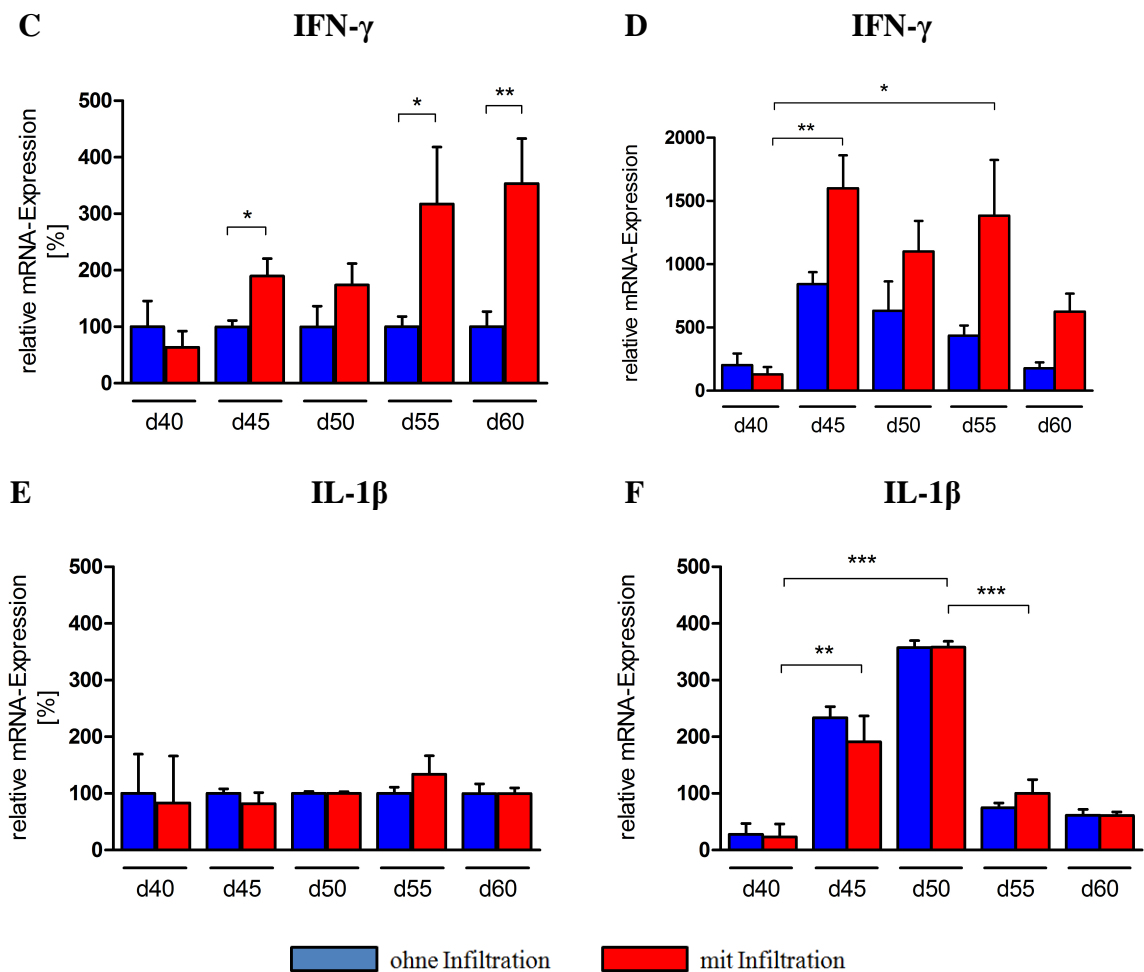 C IFN-γ
relative mRNA-Expression
[%]
500
400
300
200
100
0
*
*
**
d40 d45 d50 d55 d60
D IFN-γ
relative mRNA-Expression
2000
1500
1000
500
0
**
*
d40 d45 d50 d55 d60
E IL-1β
relative mRNA-Expression
[%]
500
400
300
200
100
0
d40 d45 d50 d55 d60
F IL-1β
relative mRNA-Expression
500
400
300
200
100
0
**
***
***
d40 d45 d50 d55 d60
ohne Infiltration mit Infiltration